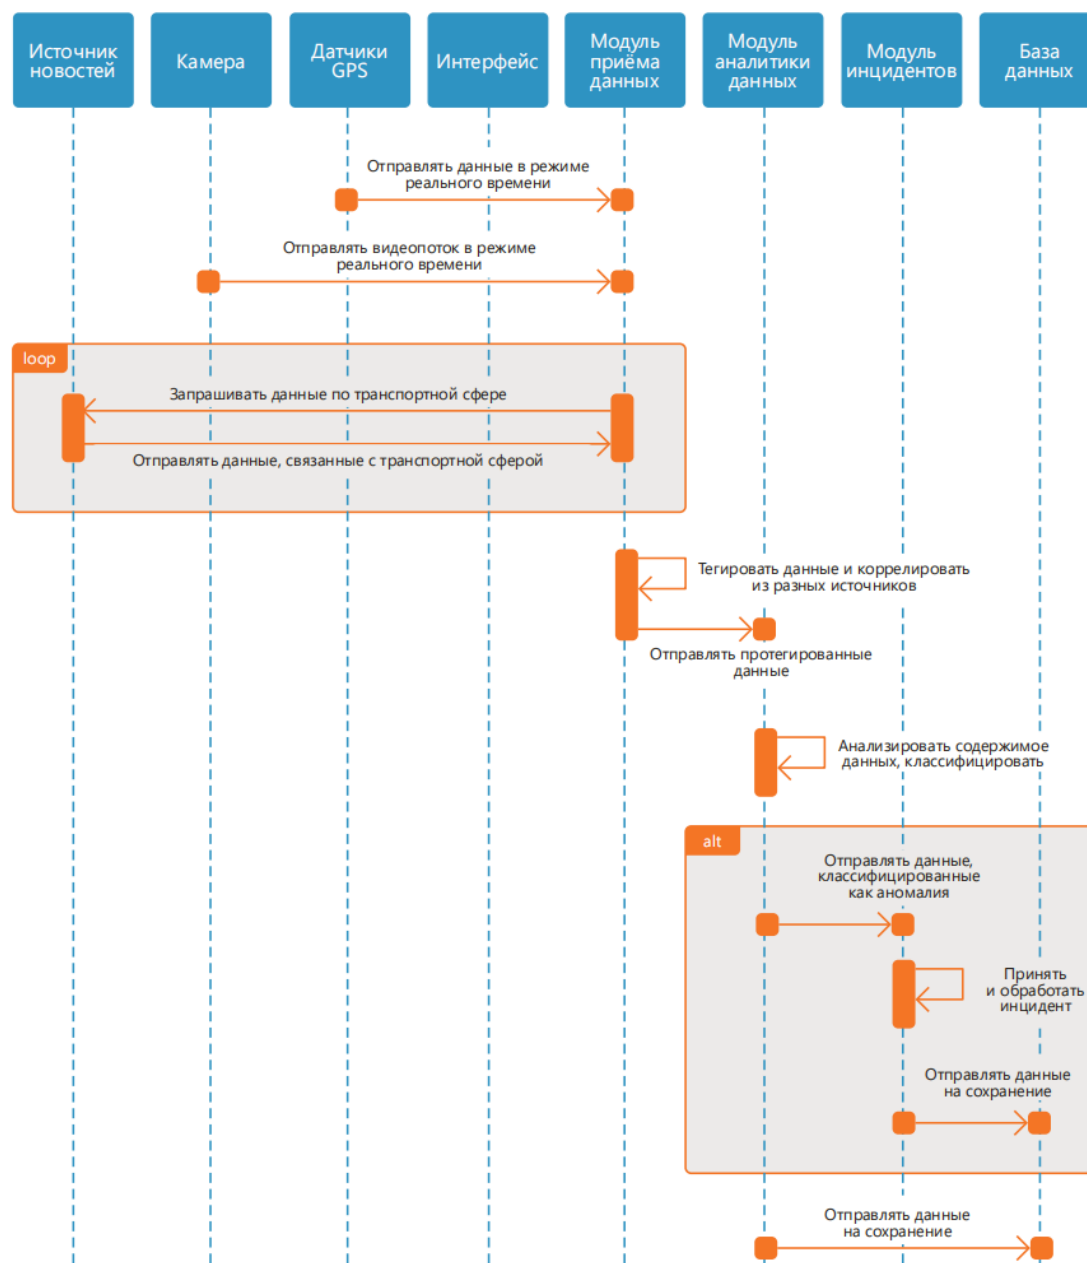 Источник
новостей
Камера
Датчики
GPS
Интерфейс
Модуль
приёма
данных
Модуль
аналитики
данных
Модуль
инцидентов
База
данных
Отправлять данные в режиме
реального времени
Отправлять видеопоток в режиме
реального времени
loop
Запрашивать данные по транспортной сфере
Отправлять данные, связанные с транспортной сферой
Тегировать данные и коррелировать
из разных источников
Отправлять протегированные
данные
Анализировать содержимое
данных, классифицировать
alt
Отправлять данные,
классифицированные
как аномалия
Принять
и обработать
инцидент
Отправлять данные
на сохранение
Отправлять данные
на сохранение